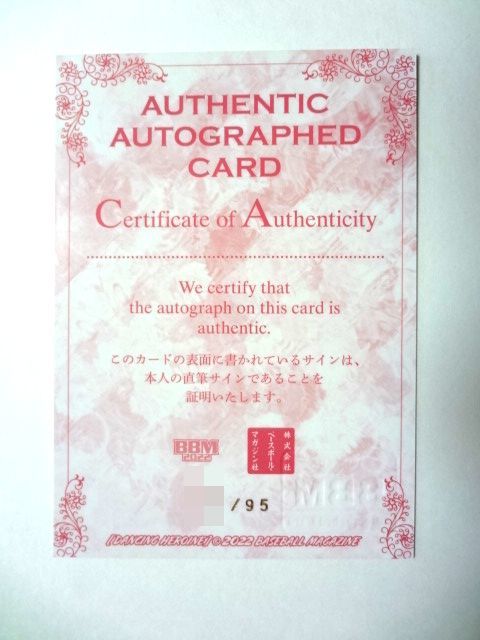 AUTHENTIC
AUTOGRAPHED
CARD
Certificate of Authenticity
We certify that
the autograph on this card is
authentic.
このカードの表面に書かれているサインは、
本人の直筆サインであることを
証明いたします。
BBM
2022
株式会社
ベースボール・
マガジン社
/95
BBM
[DANCING HEROINE] © 2022 BASEBALL MAGAZINE